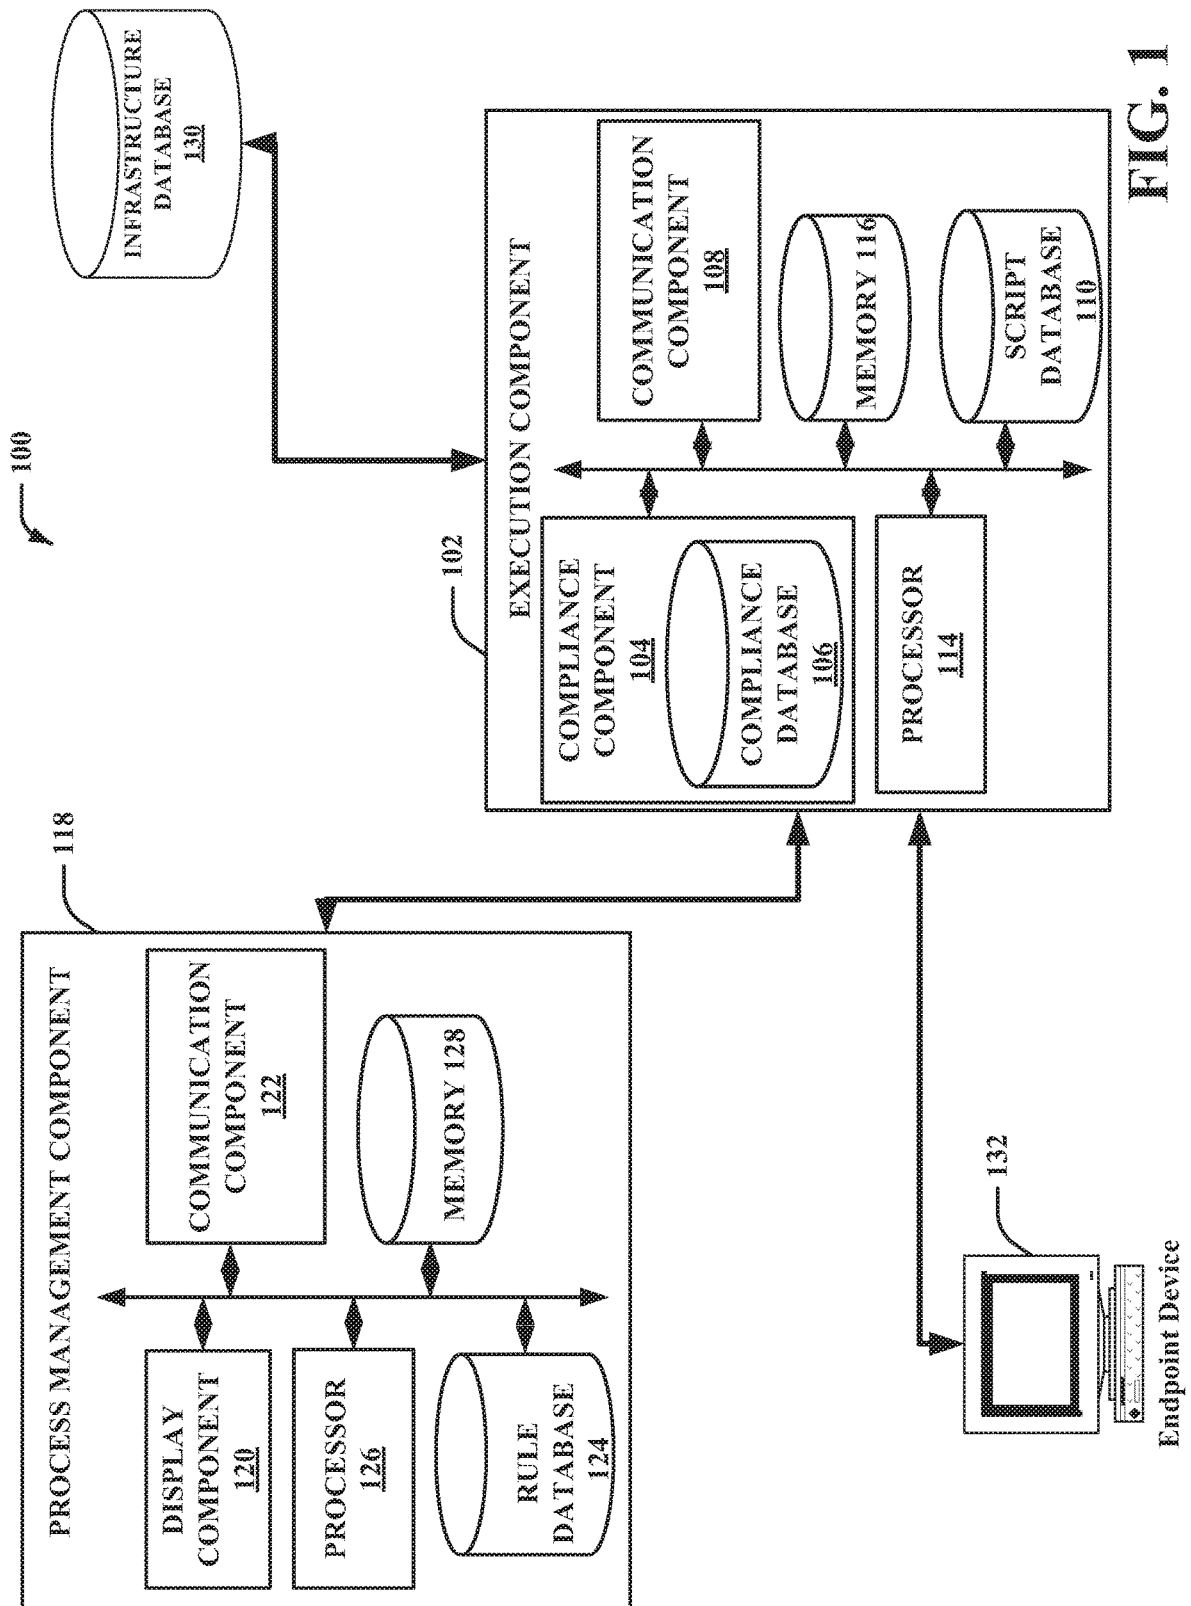 100
PROCESS MANAGEMENT COMPONENT
118
DISPLAY
COMPONENT
120
COMMUNICATION
COMPONENT
122
PROCESSOR
126
MEMORY 128
RULE
DATABASE
124
INFRASTRUCTURE
DATABASE
130
102
EXECUTION COMPONENT
COMPLIANCE
COMPONENT
104
COMPLIANCE
DATABASE
106
COMMUNICATION
COMPONENT
108
PROCESSOR
114
MEMORY 116
SCRIPT
DATABASE
110
132
Endpoint Device
FIG. 1